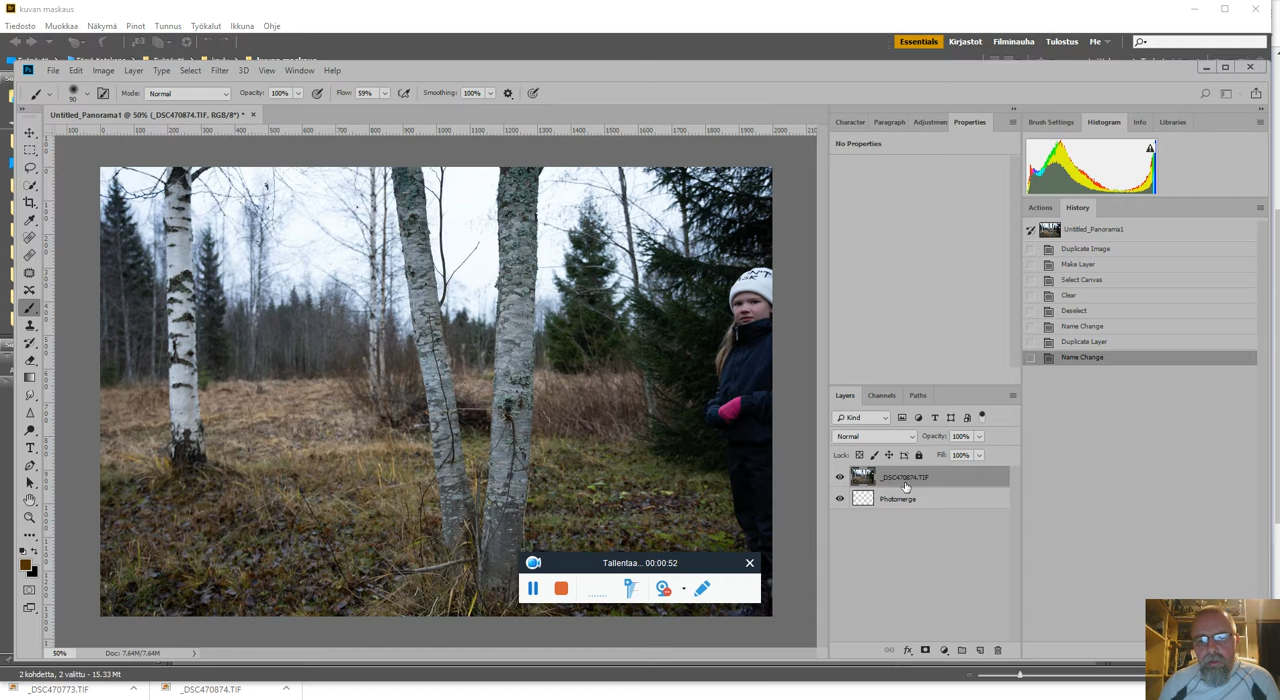 kuvan maskaus
Tiedosto Muokkaa Näkymä Pinot Tunnus Työkalut Ikkuna Ohje
Essentials Kirjastot Filminauha Tulostus Me
File Edit Image Layer Type Select Filter 3D View Window Help
90 Mode: Normal Opacity: 100% Flow: 59% Smoothing: 100%
Untitled_Panorama1 @ 50% (_DSC470874.TIF, RGB/8*) *
Character Paragraph Adjustmen Properties
No Properties
Brush Settings Histogram Info Libraries
Actions History
Untitled_Panorama1
Duplicate Image
Make Layer
Select Canvas
Clear
Deselect
Name Change
Duplicate Layer
Name Change
Layers Channels Paths
Kind
Normal Opacity: 100%
Lock: Fill: 100%
_DSC470874.TIF
Photomerge
Tallentaa... 00:00:52
50% Doc: 7,64M/7,64M
2 kohdetta, 2 valittu - 15.33 Mt
_DSC470773.TIF _DSC470874.TIF